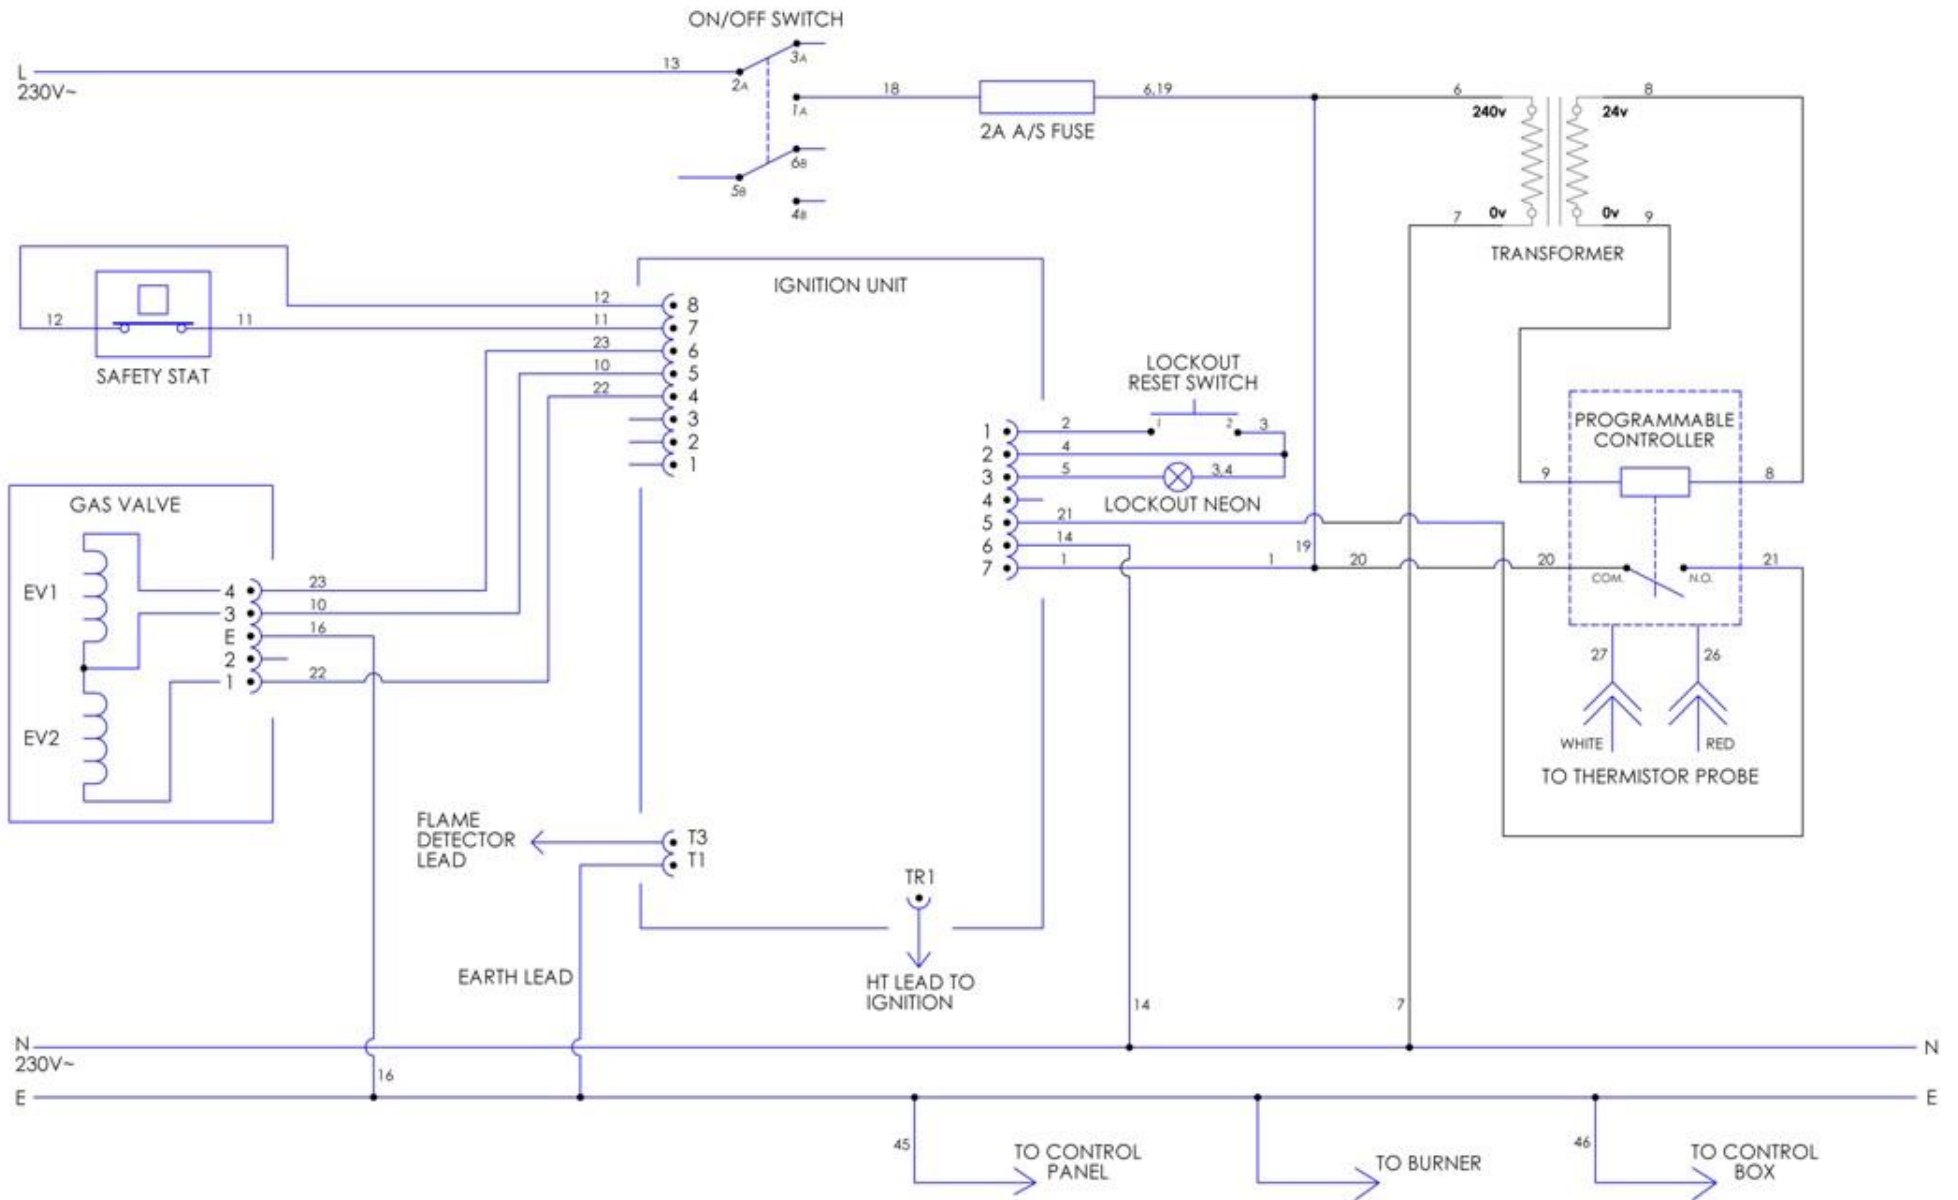 ON/OFF SWITCH
L
230V~
13
2A
3A
1A
18
2A A/S FUSE
6,19
6
240v
24v
8
6B
5B
4B
7
0v
0v
9
TRANSFORMER
IGNITION UNIT
12
8
12
11
11
7
23
6
10
5
22
4
3
2
1
SAFETY STAT
LOCKOUT
RESET SWITCH
1
2
1
2
3
2
4
3
5
3,4
4
LOCKOUT NEON
5
21
6
14
7
1
1
19
20
20
PROGRAMMABLE
CONTROLLER
9
8
COM.
N.O.
21
27
26
WHITE
RED
TO THERMISTOR PROBE
GAS VALVE
EV1
4
23
3
10
E
16
2
1
22
EV2
FLAME
DETECTOR
LEAD
T3
T1
TR1
EARTH LEAD
HT LEAD TO
IGNITION
14
7
N
230V~
N
16
E
E
45
TO CONTROL
PANEL
TO BURNER
46
TO CONTROL
BOX